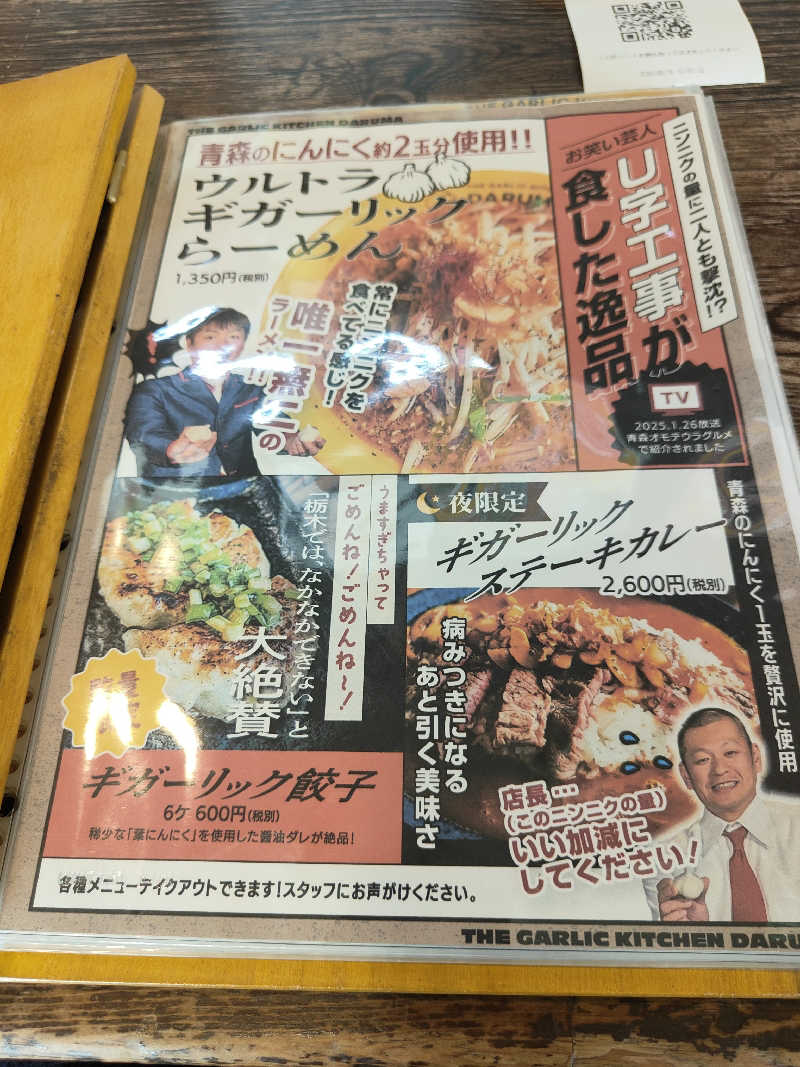 THE GARLIC KITCHEN DARUMA
青森のにんにく約2玉分使用!!
ウルトラ
ギガーリック
らーめん
1,350円(税別)
DARUM
常にニンニクを
食べてる感じ!
唯一無二の
ラーメン!!
ニンニクの量に二人とも撃沈!?
お笑い芸人
U字工事が
食した逸品
TV
2025.1.26放送
青森オモテウラグルメ
で紹介されました
うますぎちゃって
ごめんね!ごめんね〜!
「栃木では、なかなかできない」と
大絶賛
ギガーリック餃子
6ケ 600円(税別)
稀少な「葉にんにく」を使用した醤油ダレが絶品!
夜限定
ギガーリック
ステーキカレー
2,600円(税別)
青森のにんにく1玉を贅沢に使用
病みつきになる
あと引く美味さ
店長…
(このニンニクの量)
いい加減に
してください!
各種メニューテイクアウトできます!スタッフにお声がけください。
THE GARLIC KITCHEN DARUM